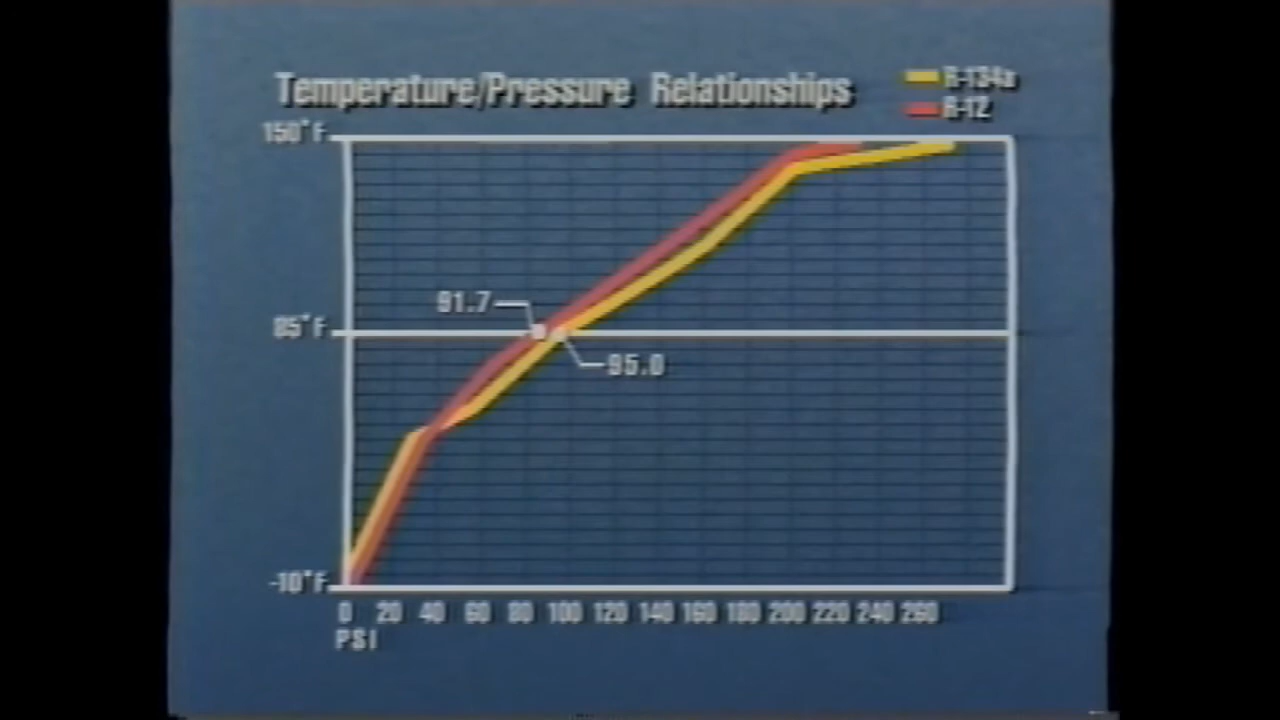 Temperature/Pressure Relationships
R-134a
R-12
150°F
91.7
85°F
95.0
-10°F
0 20 40 60 80 100 120 140 160 180 200 220 240 260
PSI